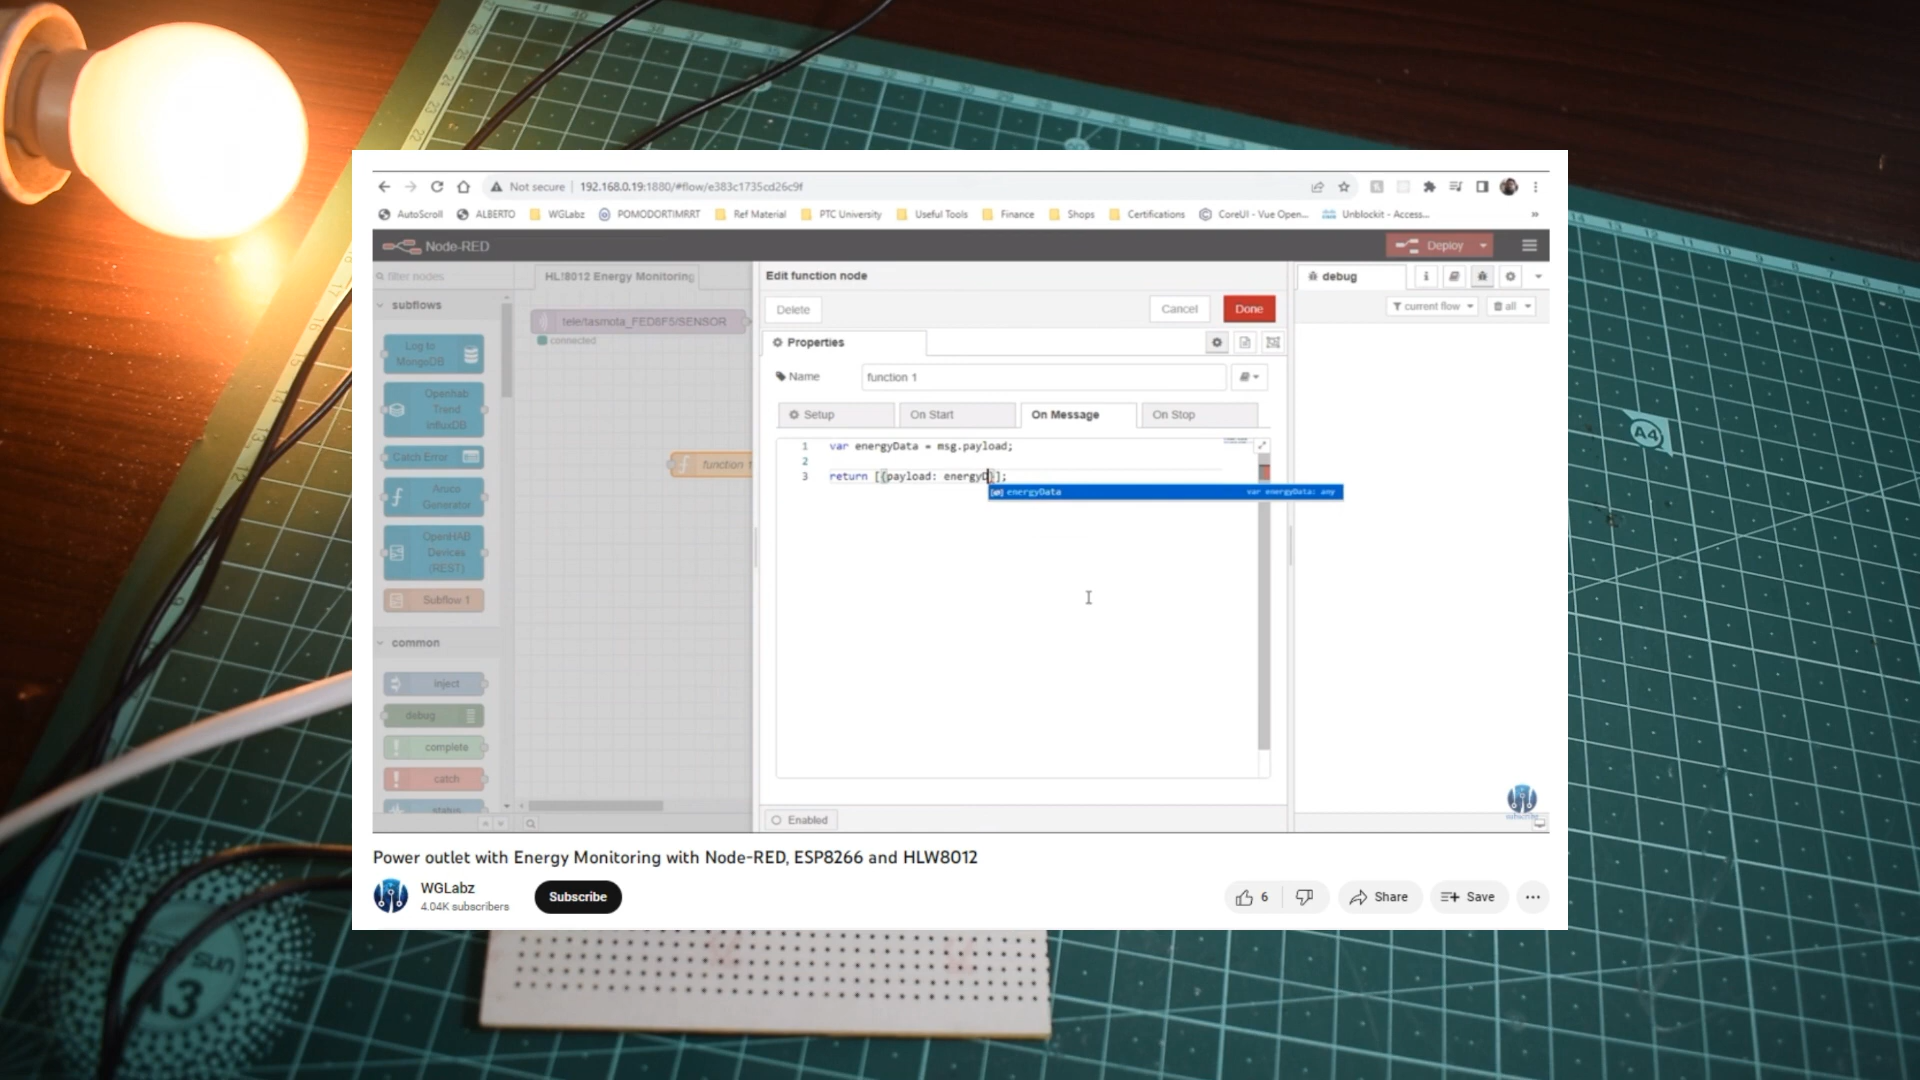 Not secure
192.168.0.19:1880/#flow/e383c1735cd26c9f
AutoScroll
ALBERTO
WGLabz
POMODORTIMRRT
Ref Material
PTC University
Useful Tools
Finance
Shops
Certifications
CoreUI - Vue Open...
Unblockit - Access...
»
Node-RED
Deploy
filter nodes
subflows
Log to
MongoDB
Openhab
Trend
InfluxDB
Catch Error
Aruco
Generator
OpenHAB
Devices
(REST)
Subflow 1
common
inject
debug
complete
catch
status
HL!8012 Energy Monitoring
tele/tasmota_FED8F5/SENSOR
connected
function 1
Edit function node
Delete
Cancel
Done
Properties
Name
function 1
Setup
On Start
On Message
On Stop
1 var energyData = msg.payload;
2
3 return [{payload: energyD}];
energyData
var energyData: any
Enabled
debug
current flow
all
Power outlet with Energy Monitoring with Node-RED, ESP8266 and HLW8012
WGLabz
4.04K subscribers
Subscribe
6
Share
Save
A4
A3